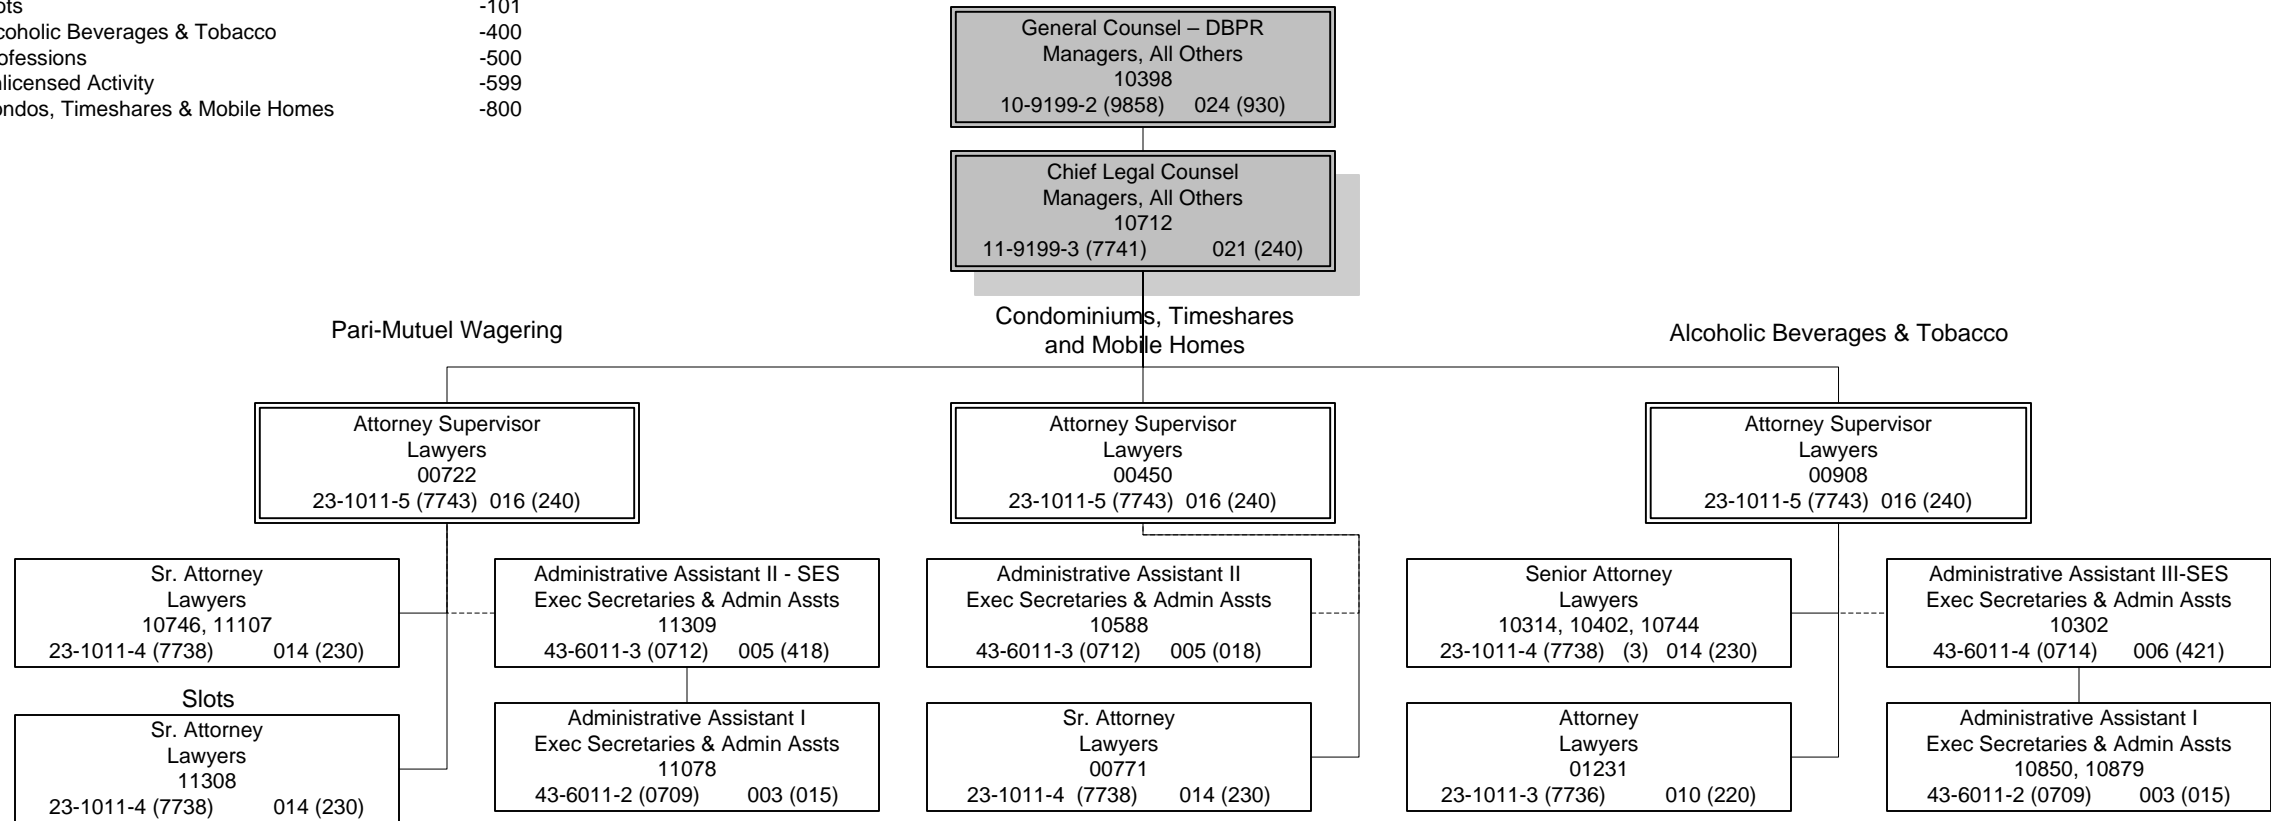 -101
Beverages & Tobacco -400
-500
Activity -599
Timeshares & Mobile Homes -800
General Counsel – DBPR
Managers, All Others
10398
10-9199-2 (9858) 024 (930)
Chief Legal Counsel
Managers, All Others
10712
11-9199-3 (7741) 021 (240)
Pari-Mutuel Wagering
Condominiums, Timeshares
and Mobile Homes
Alcoholic Beverages & Tobacco
Attorney Supervisor
Lawyers
00722
23-1011-5 (7743) 016 (240)
Attorney Supervisor
Lawyers
00450
23-1011-5 (7743) 016 (240)
Attorney Supervisor
Lawyers
00908
23-1011-5 (7743) 016 (240)
Sr. Attorney
Lawyers
10746, 11107
23-1011-4 (7738) 014 (230)
Administrative Assistant II - SES
Exec Secretaries & Admin Assts
11309
43-6011-3 (0712) 005 (418)
Administrative Assistant II
Exec Secretaries & Admin Assts
10588
43-6011-3 (0712) 005 (018)
Senior Attorney
Lawyers
10314, 10402, 10744
23-1011-4 (7738) (3) 014 (230)
Administrative Assistant III-SES
Exec Secretaries & Admin Assts
10302
43-6011-4 (0714) 006 (421)
Slots
Sr. Attorney
Lawyers
11308
23-1011-4 (7738) 014 (230)
Administrative Assistant I
Exec Secretaries & Admin Assts
11078
43-6011-2 (0709) 003 (015)
Sr. Attorney
Lawyers
00771
23-1011-4 (7738) 014 (230)
Attorney
Lawyers
01231
23-1011-3 (7736) 010 (220)
Administrative Assistant I
Exec Secretaries & Admin Assts
10850, 10879
43-6011-2 (0709) 003 (015)